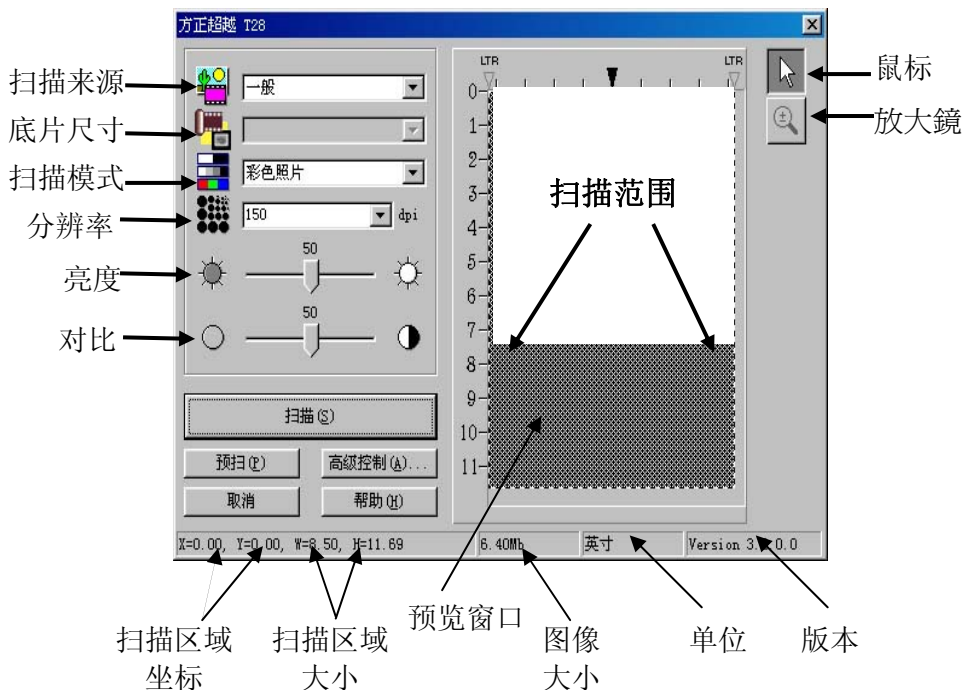 方正超越 T28
扫描来源
一般
底片尺寸
扫描模式
彩色照片
分辨率
150
dpi
亮度
50
对比
50
扫描(S)
预扫(P)
高级控制(A)...
取消
帮助(H)
LTR
LTR
0
1
2
3
4
5
6
7
8
9
10
11
扫描范围
鼠标
放大鏡
X=0.00, Y=0.00, W=8.50, H=11.69
6.40Mb
英寸
Version 3. 0.0
扫描区域
坐标
扫描区域
大小
预览窗口
图像
大小
单位
版本